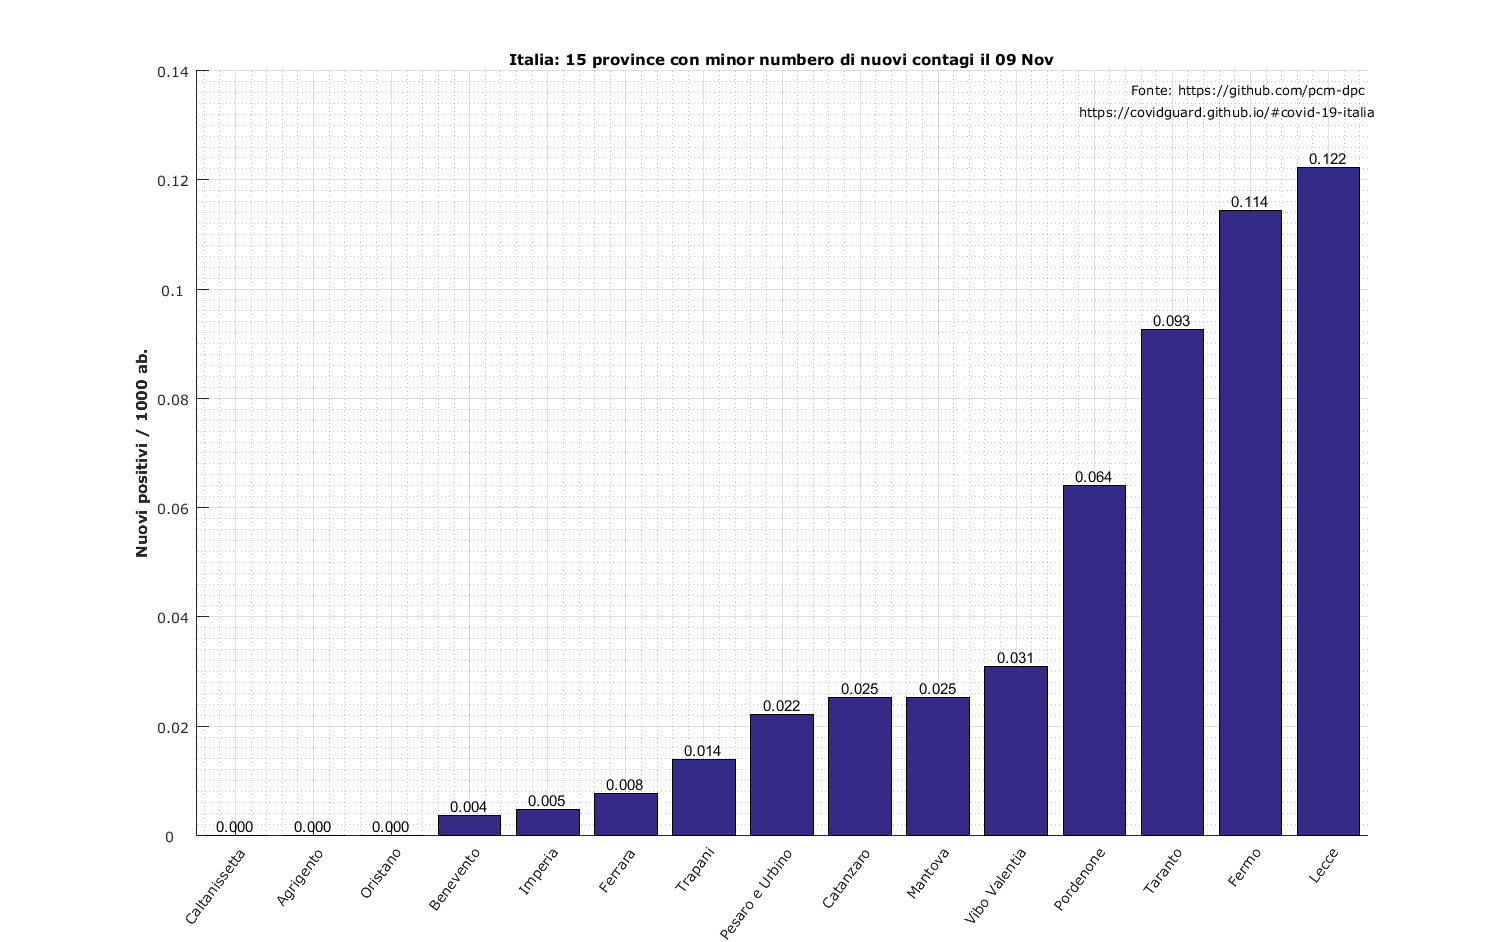 Italia: 15 province con minor numbero di nuovi contagi il 09 Nov
Fonte: https://github.com/pcm-dpc
https://covidguard.github.io/#covid-19-italia
Nuovi positivi / 1000 ab.
0.14
0.12
0.1
0.08
0.06
0.04
0.02
0
0.000
0.000
0.000
0.004
0.005
0.008
0.014
0.022
0.025
0.025
0.031
0.064
0.093
0.114
0.122
Caltanissetta
Agrigento
Oristano
Benevento
Imperia
Ferrara
Trapani
Pesaro e Urbino
Catanzaro
Mantova
Vibo Valentia
Pordenone
Taranto
Fermo
Lecce